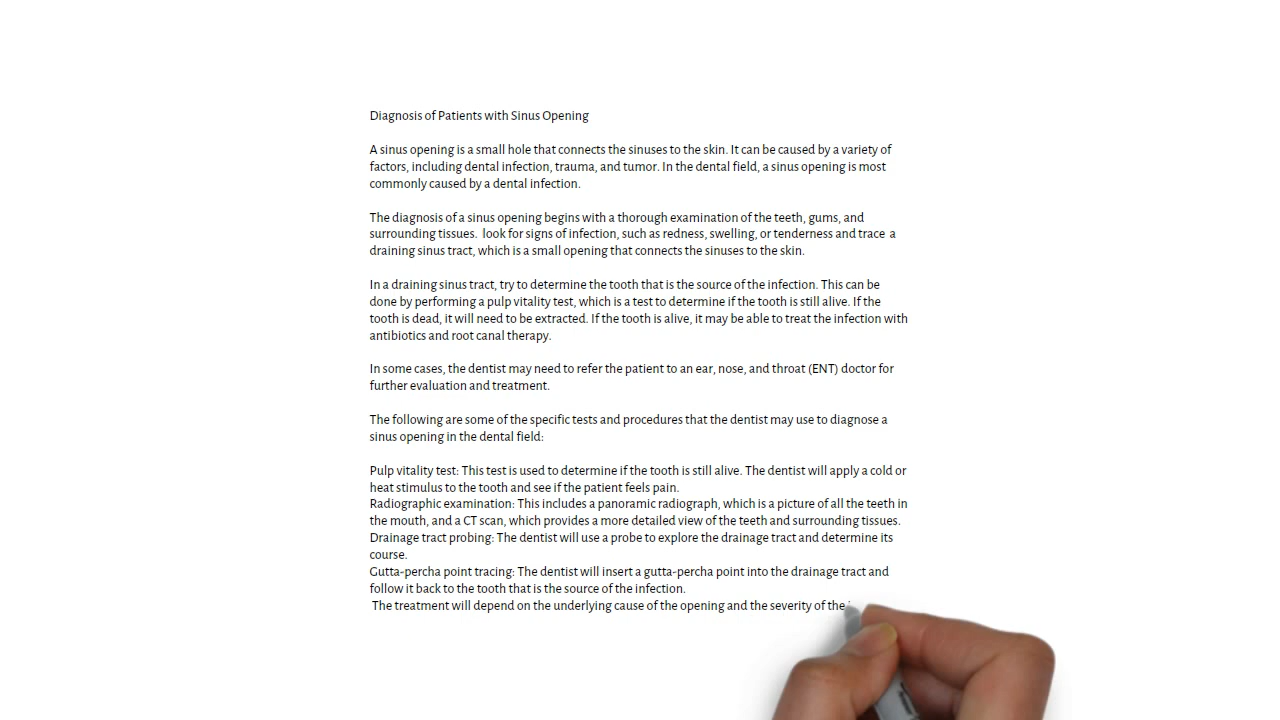 Diagnosis of Patients with Sinus Opening
A sinus opening is a small hole that connects the sinuses to the skin. It can be caused by a variety of
factors, including dental infection, trauma, and tumor. In the dental field, a sinus opening is most
commonly caused by a dental infection.
The diagnosis of a sinus opening begins with a thorough examination of the teeth, gums, and
surrounding tissues. look for signs of infection, such as redness, swelling, or tenderness and trace a
draining sinus tract, which is a small opening that connects the sinuses to the skin.
In a draining sinus tract, try to determine the tooth that is the source of the infection. This can be
done by performing a pulp vitality test, which is a test to determine if the tooth is still alive. If the
tooth is dead, it will need to be extracted. If the tooth is alive, it may be able to treat the infection with
antibiotics and root canal therapy.
In some cases, the dentist may need to refer the patient to an ear, nose, and throat (ENT) doctor for
further evaluation and treatment.
The following are some of the specific tests and procedures that the dentist may use to diagnose a
sinus opening in the dental field:
Pulp vitality test: This test is used to determine if the tooth is still alive. The dentist will apply a cold or
heat stimulus to the tooth and see if the patient feels pain.
Radiographic examination: This includes a panoramic radiograph, which is a picture of all the teeth in
the mouth, and a CT scan, which provides a more detailed view of the teeth and surrounding tissues.
Drainage tract probing: The dentist will use a probe to explore the drainage tract and determine its
course.
Gutta-percha point tracing: The dentist will insert a gutta-percha point into the drainage tract and
follow it back to the tooth that is the source of the infection.
The treatment will depend on the underlying cause of the opening and the severity of the